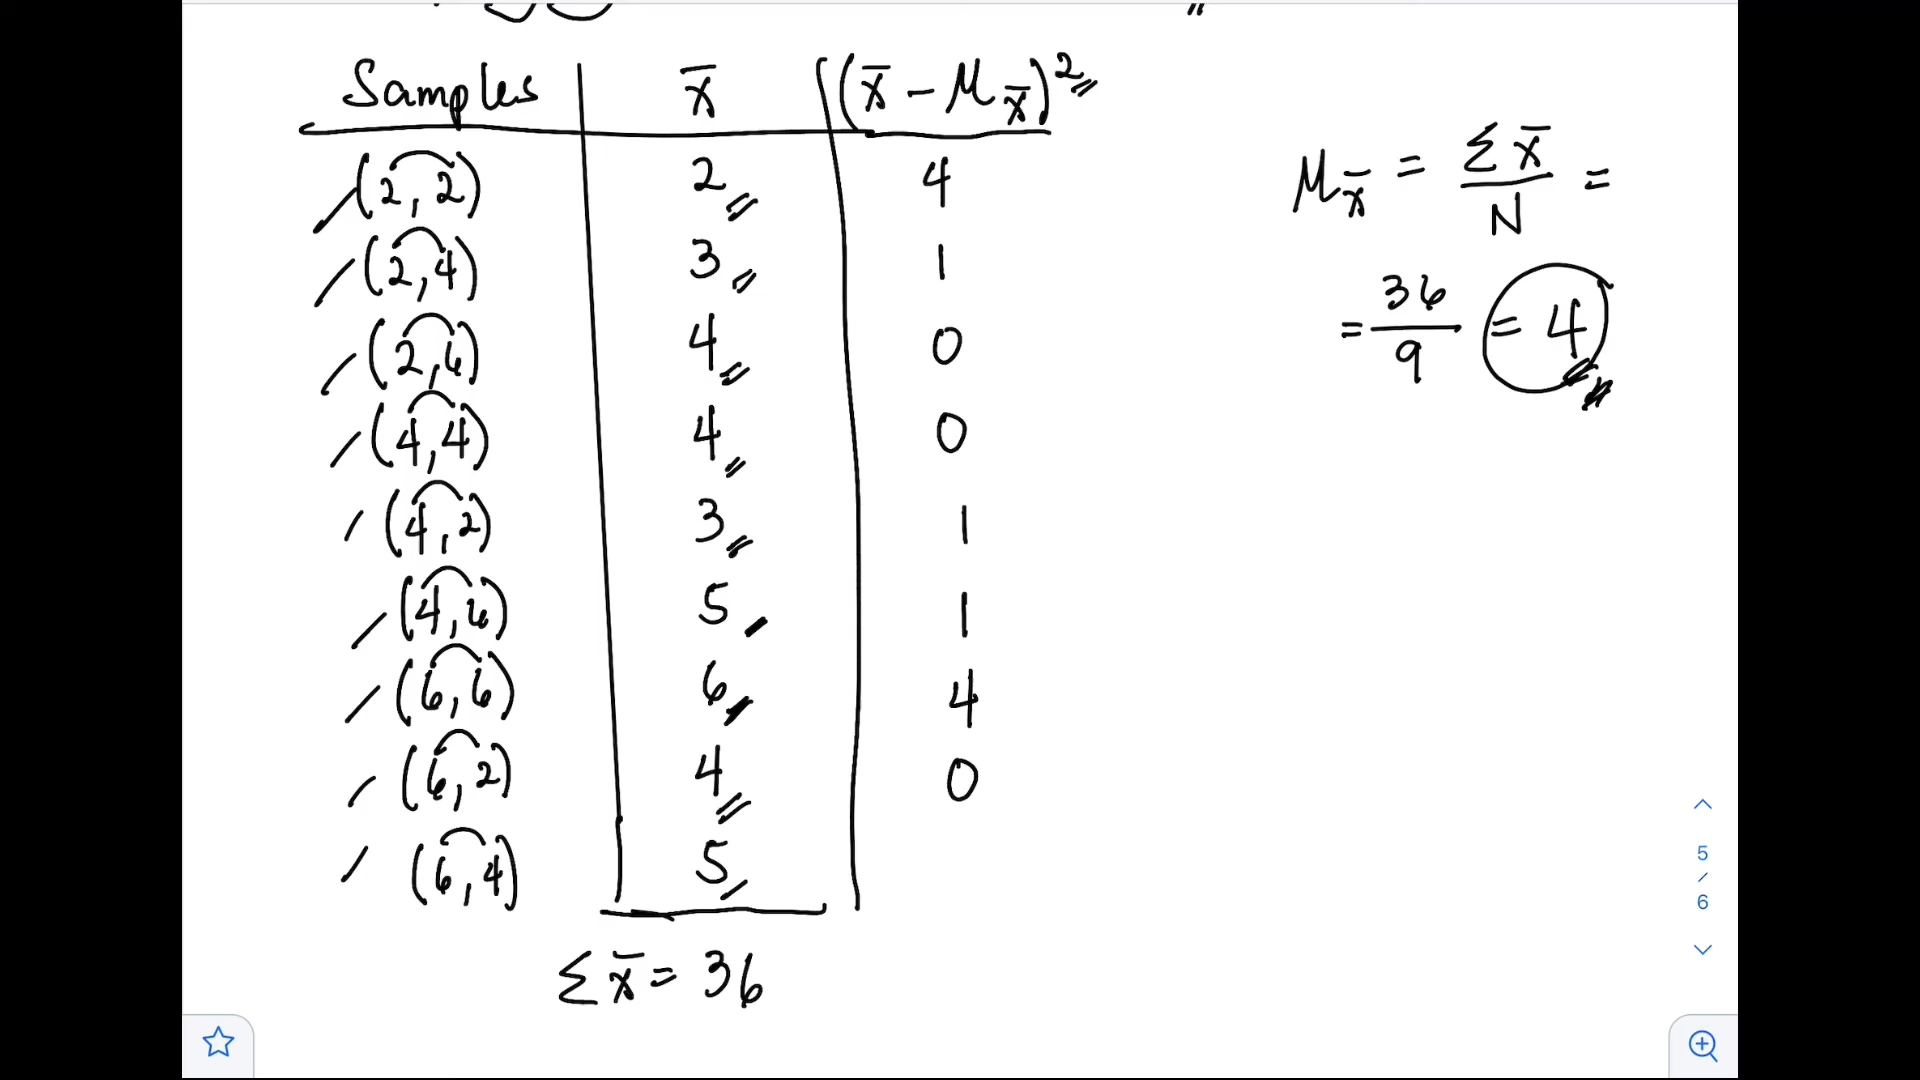 Samples x̄ (x̄ - μx̄)²
(2, 2) 2 4
(2, 4) 3 1
(2, 6) 4 0
(4, 4) 4 0
(4, 2) 3 1
(4, 6) 5 1
(6, 6) 6 4
(6, 2) 4 0
(6, 4) 5
Σx̄ = 36
μx̄ = Σx̄ / N =
= 36 / 9 = 4
5
/
6